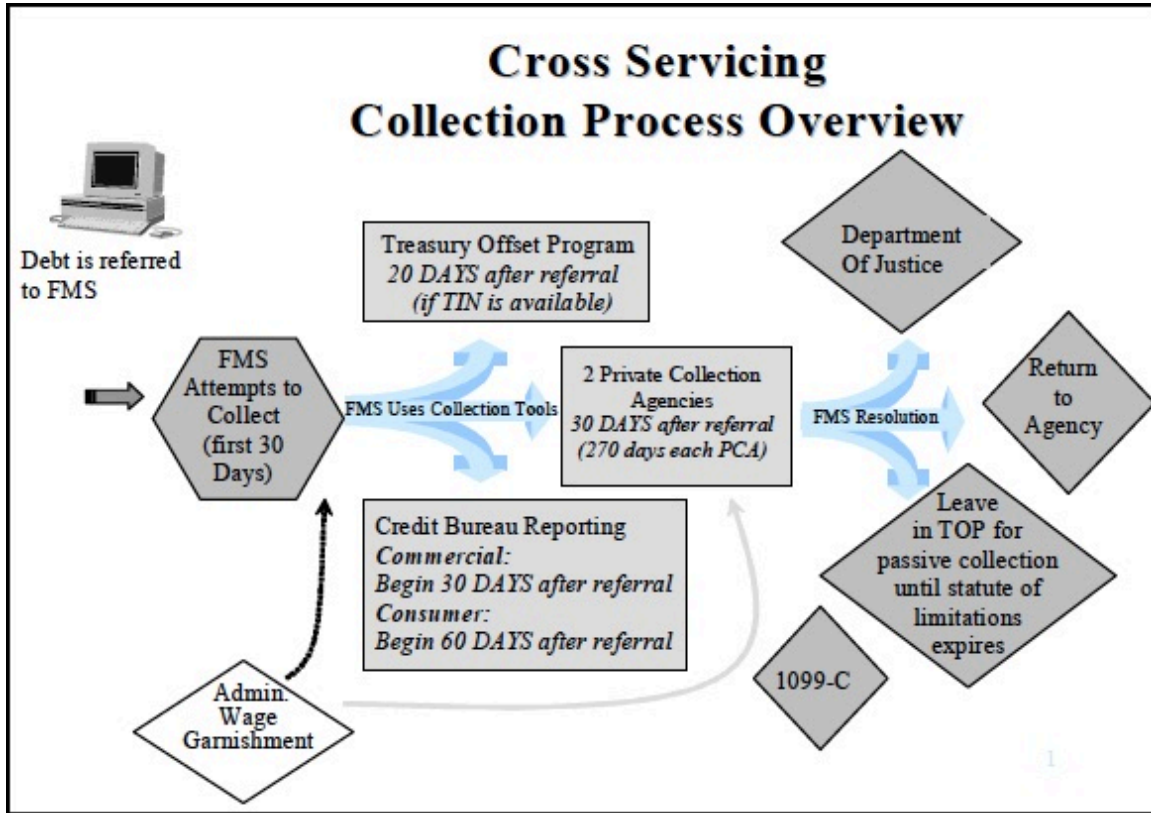 Cross Servicing
Collection Process Overview
Debt is referred
to FMS
FMS
Attempts to
Collect
(first 30
Days)
FMS Uses Collection Tools
Treasury Offset Program
20 DAYS after referral
(if TIN is available)
2 Private Collection
Agencies
30 DAYS after referral
(270 days each PCA)
Credit Bureau Reporting
Commercial:
Begin 30 DAYS after referral
Consumer:
Begin 60 DAYS after referral
Admin.
Wage
Garnishment
FMS Resolution
Department
Of Justice
Return
to
Agency
Leave
in TOP for
passive collection
until statute of
limitations
expires
1099-C
1